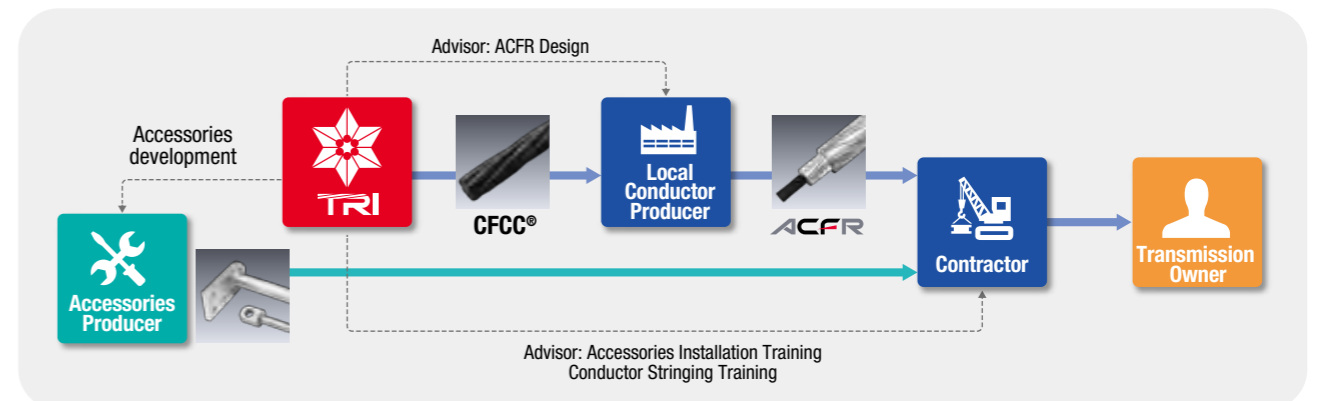 Advisor: ACFR Design
Accessories
development
TRI
CFCC®
Local
Conductor
Producer
ACFR
Contractor
Transmission
Owner
Accessories
Producer
Advisor: Accessories Installation Training
Conductor Stringing Training